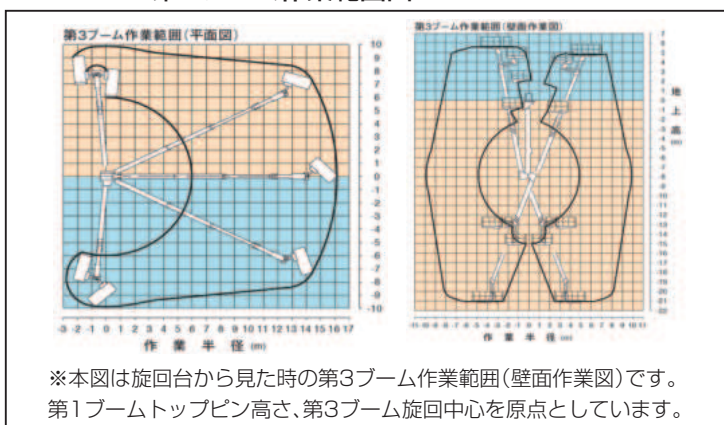 第3ブーム作業範囲(平面図)
10
9
8
7
6
5
4
3
2
1
0
-1
-2
-3
-4
-5
-6
-7
-8
-9
-10
-3 -2 -1 0 1 2 3 4 5 6 7 8 9 10 11 12 13 14 15 16 17
作業半径(m)
第3ブーム作業範囲(壁面作業図)
地上高
(m)
作業半径(m)
※本図は旋回台から見た時の第3ブーム作業範囲(壁面作業図)です。
第1ブームトップピン高さ、第3ブーム旋回中心を原点としています。